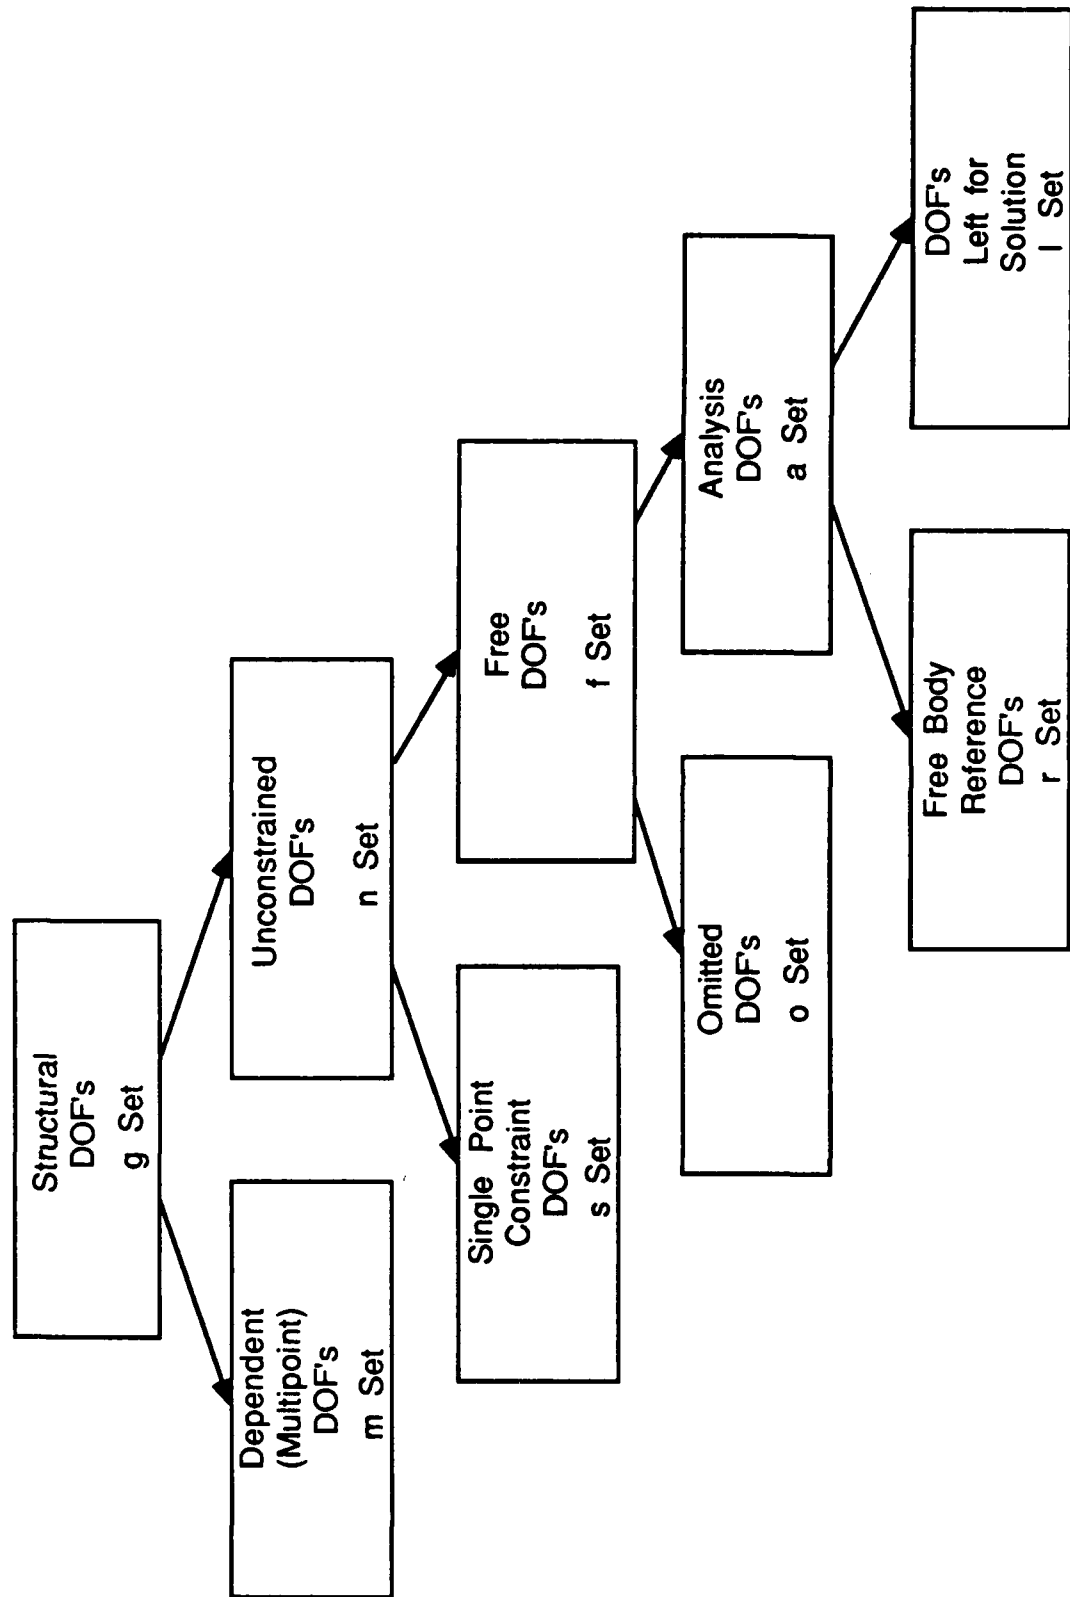 Structural
DOF's
g Set
Dependent
(Multipoint)
DOF's
m Set
Unconstrained
DOF's
n Set
Single Point
Constraint
DOF's
s Set
Free
DOF's
f Set
Omitted
DOF's
o Set
Analysis
DOF's
a Set
Free Body
Reference
DOF's
r Set
DOF's
Left for
Solution
l Set